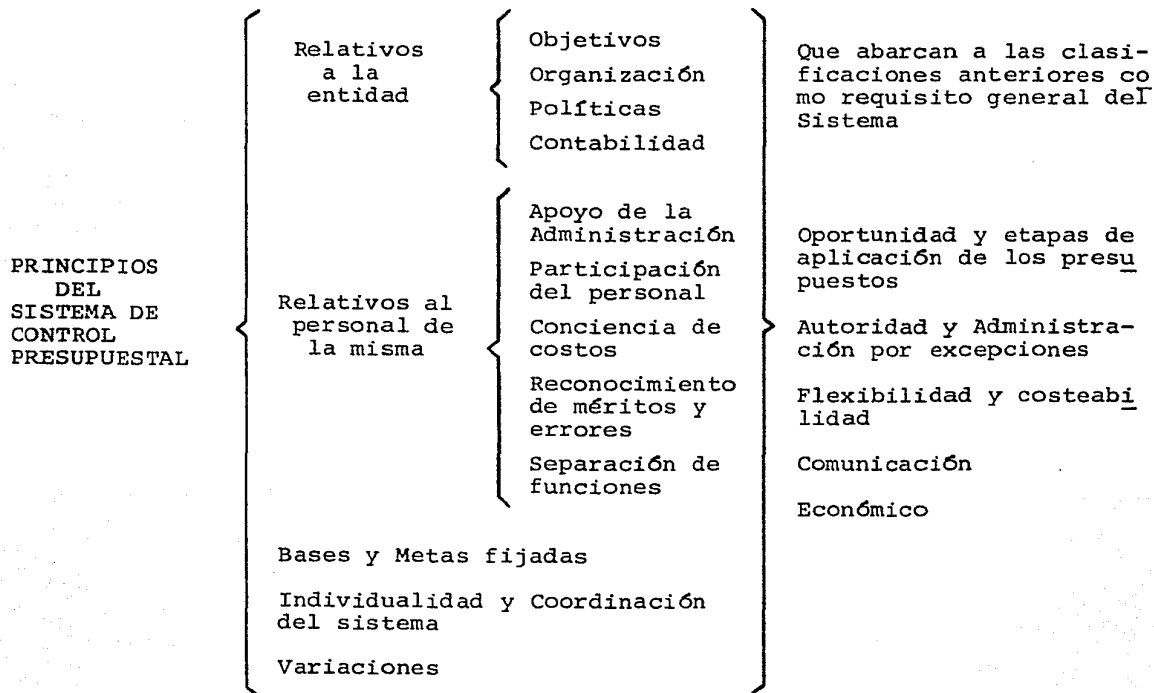 PRINCIPIOS
DEL
SISTEMA DE
CONTROL
PRESUPUESTAL
Relativos
a la
entidad
Objetivos
Organización
Políticas
Contabilidad
Relativos al
personal de
la misma
Apoyo de la
Administración
Participación
del personal
Conciencia de
costos
Reconocimiento
de méritos y
errores
Separación de
funciones
Bases y Metas fijadas
Individualidad y Coordinación
del sistema
Variaciones
Que abarcan a las clasi-
ficaciones anteriores co
mo requisito general del
Sistema
Oportunidad y etapas de
aplicación de los presu
puestos
Autoridad y Administra-
ción por excepciones
Flexibilidad y costeabi
lidad
Comunicación
Económico